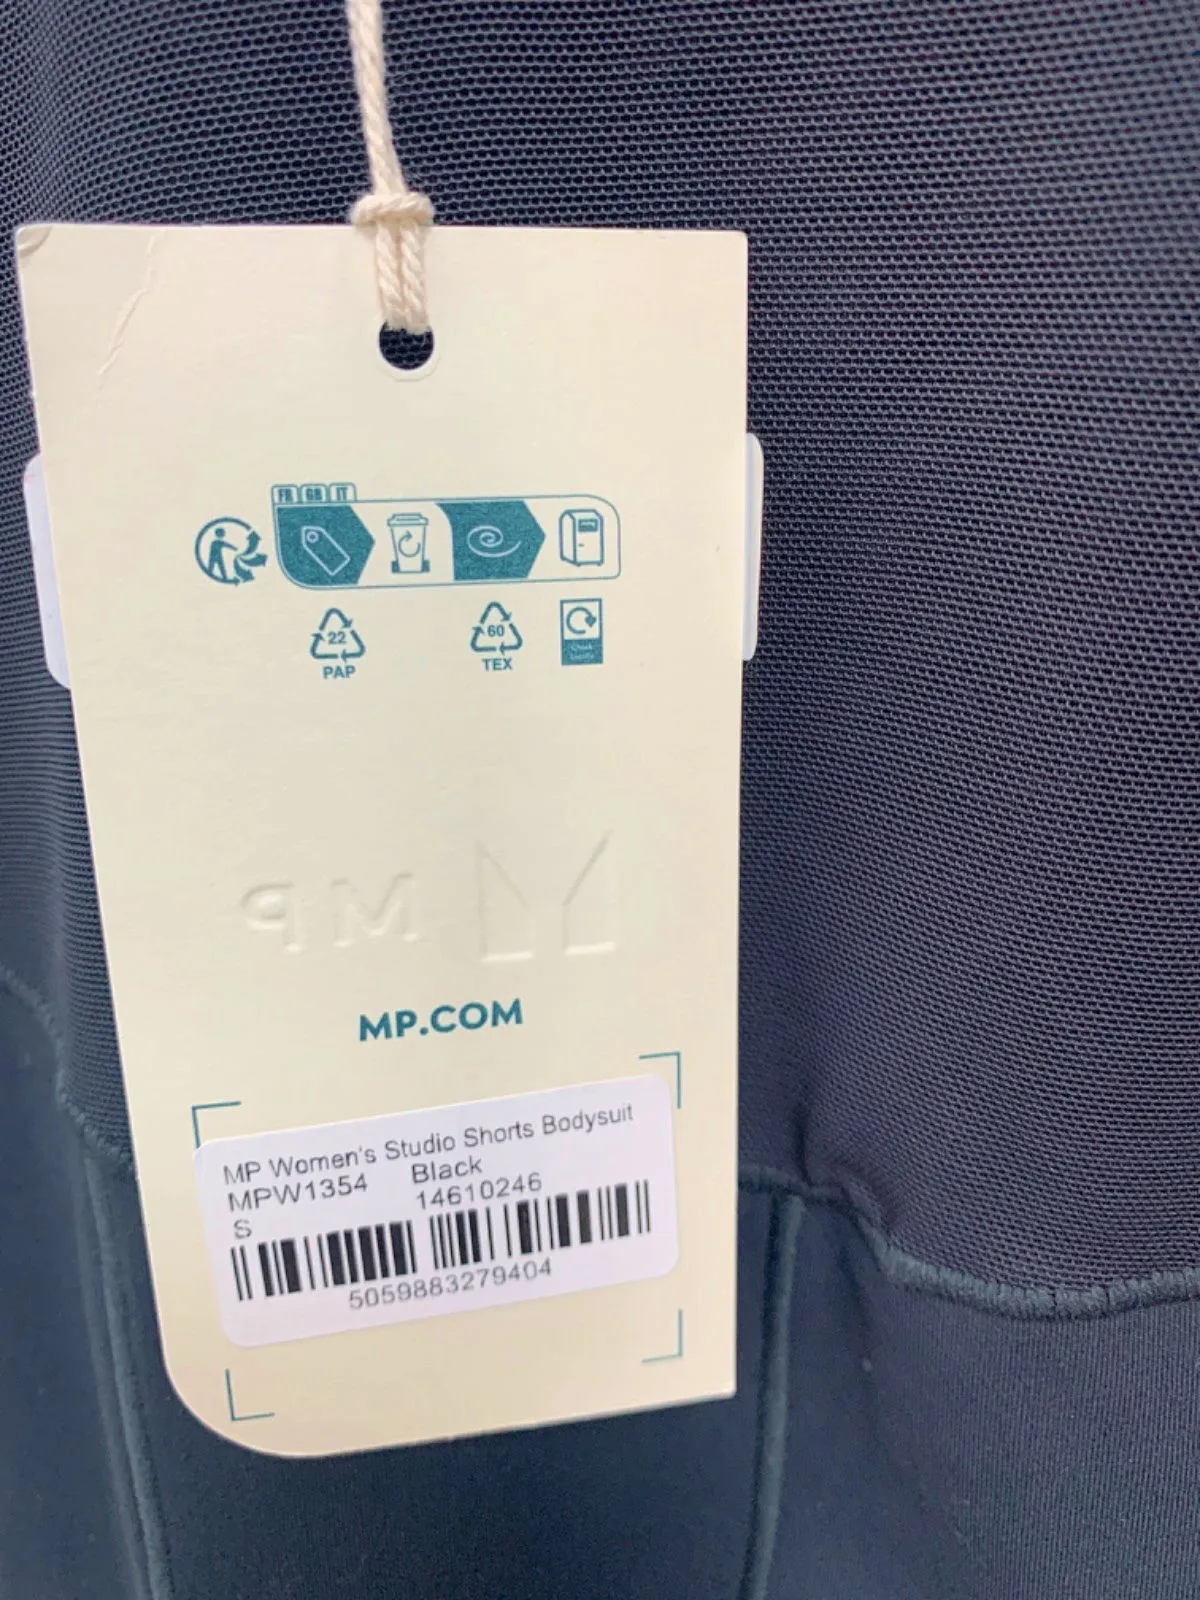 FR GB IT
22
PAP
60
TEX
MP
MP.COM
MP Women's Studio Shorts Bodysuit
MPW1354 Black
S 14610246
5059883279404